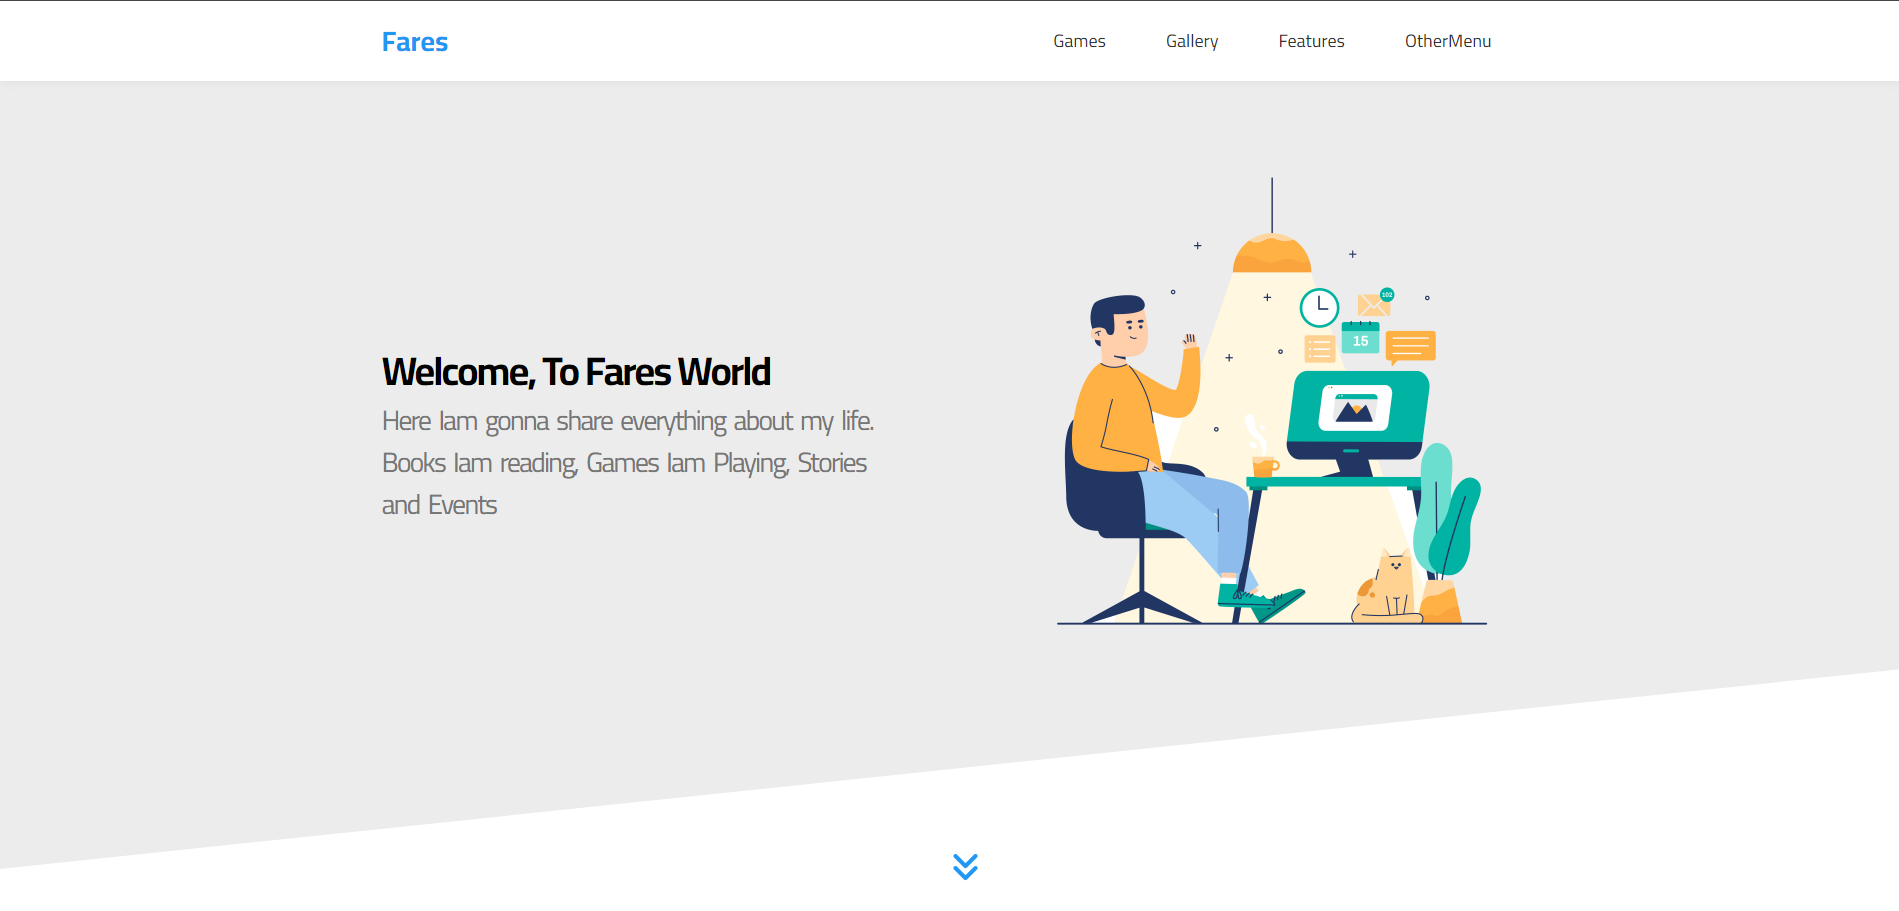 Fares
Games Gallery Features OtherMenu
102
15
Welcome, To Fares World
Here Iam gonna share everything about my life.
Books Iam reading, Games Iam Playing, Stories
and Events